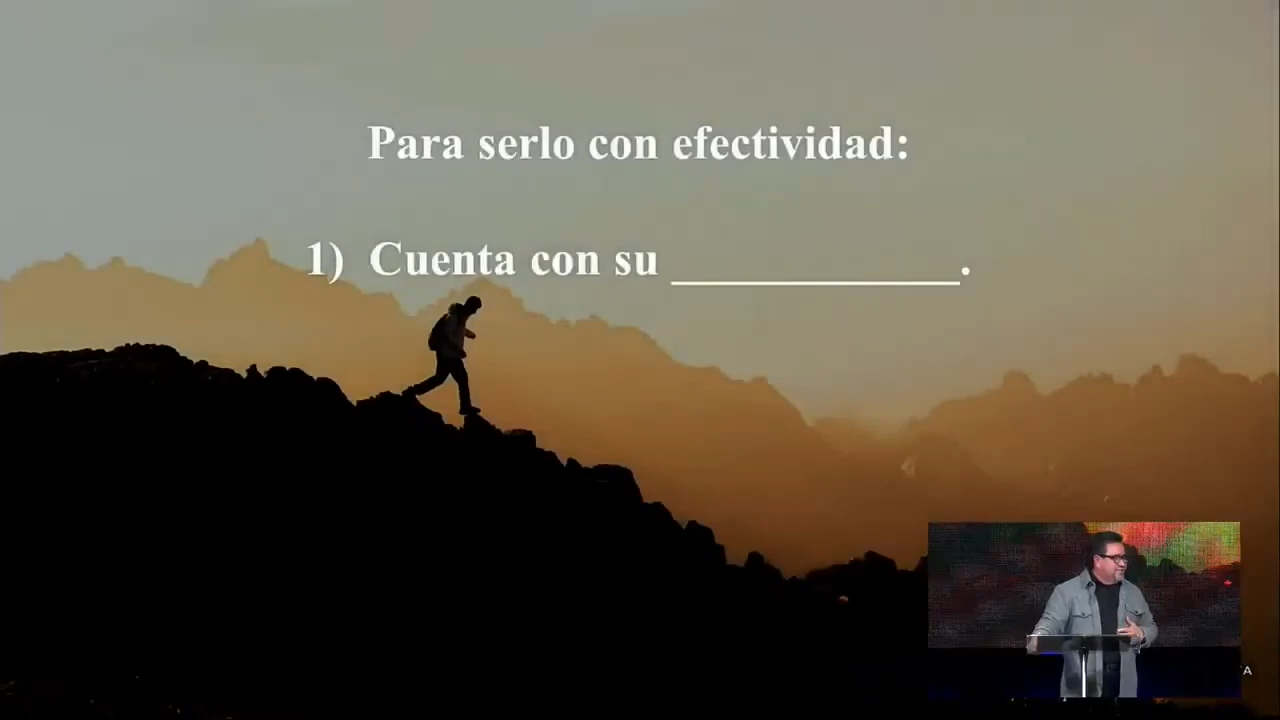 Para serlo con efectividad:
1) Cuenta con su ____________.